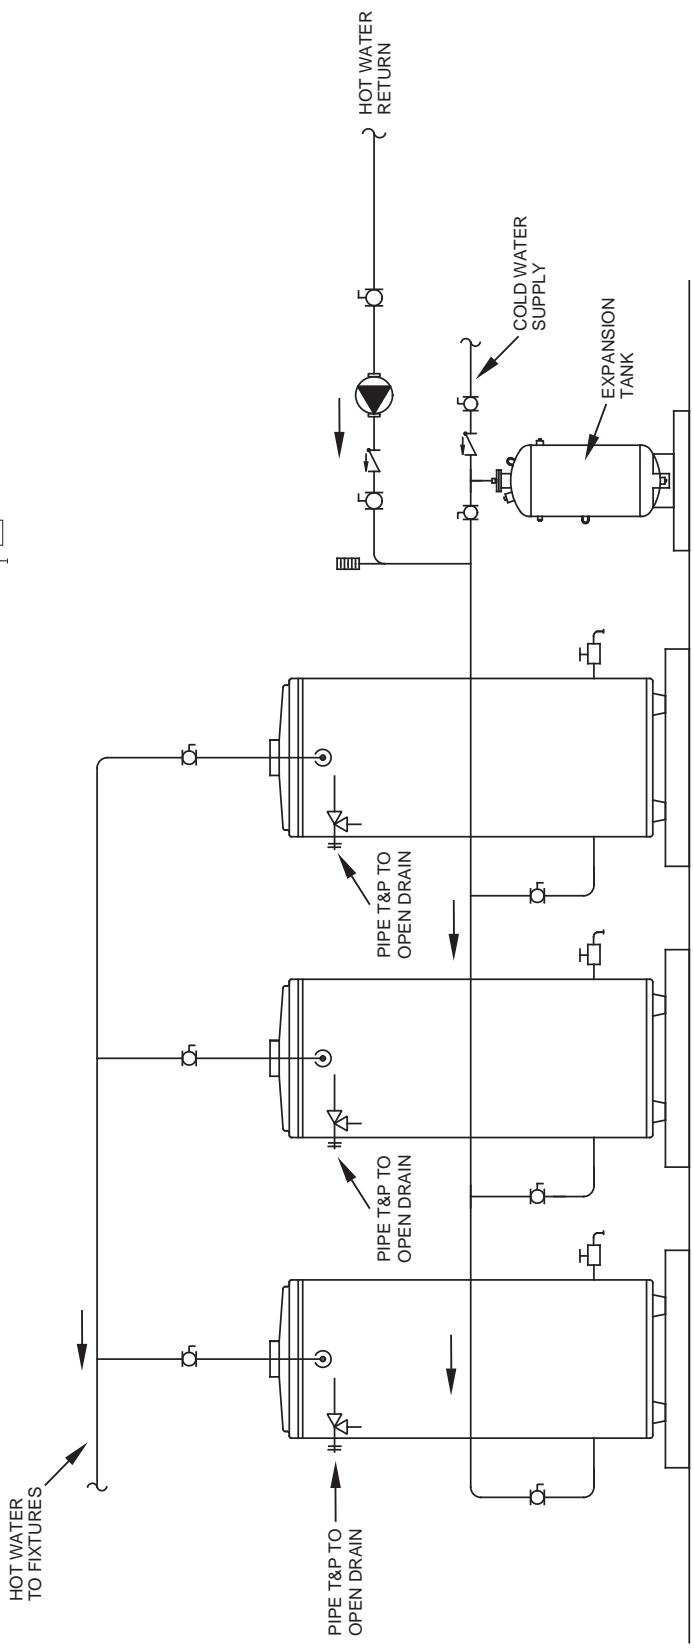 HOT WATER
TO FIXTURES
PIPE T&P TO
OPEN DRAIN
PIPE T&P TO
OPEN DRAIN
PIPE T&P TO
OPEN DRAIN
HOT WATER
RETURN
COLD WATER
SUPPLY
EXPANSION
TANK